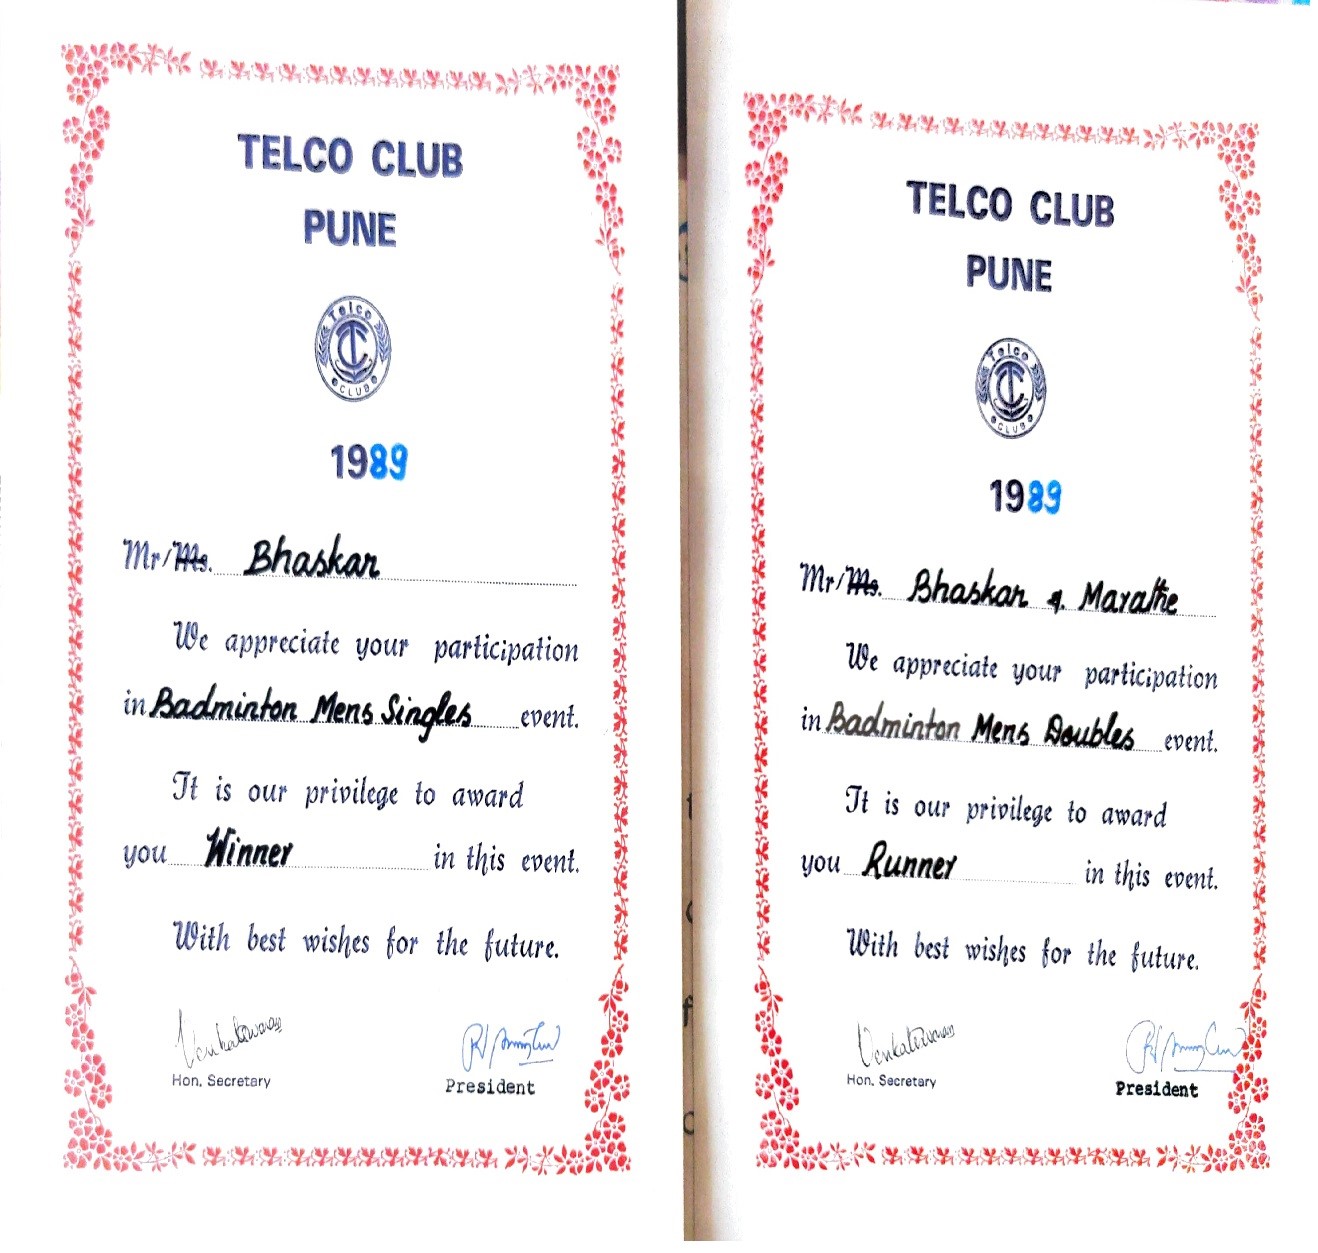 TELCO CLUB
PUNE
Telco
CLUB
1989
Mr/Ms. Bhaskar
We appreciate your participation
in Badminton Mens Singles event.
It is our privilege to award
you Winner in this event.
With best wishes for the future.
Venkateswaran
Hon. Secretary
President
TELCO CLUB
PUNE
Telco
CLUB
1989
Mr/Ms. Bhaskar & Marathe
We appreciate your participation
in Badminton Mens Doubles event.
It is our privilege to award
you Runner in this event.
With best wishes for the future.
Venkateswaran
Hon. Secretary
President